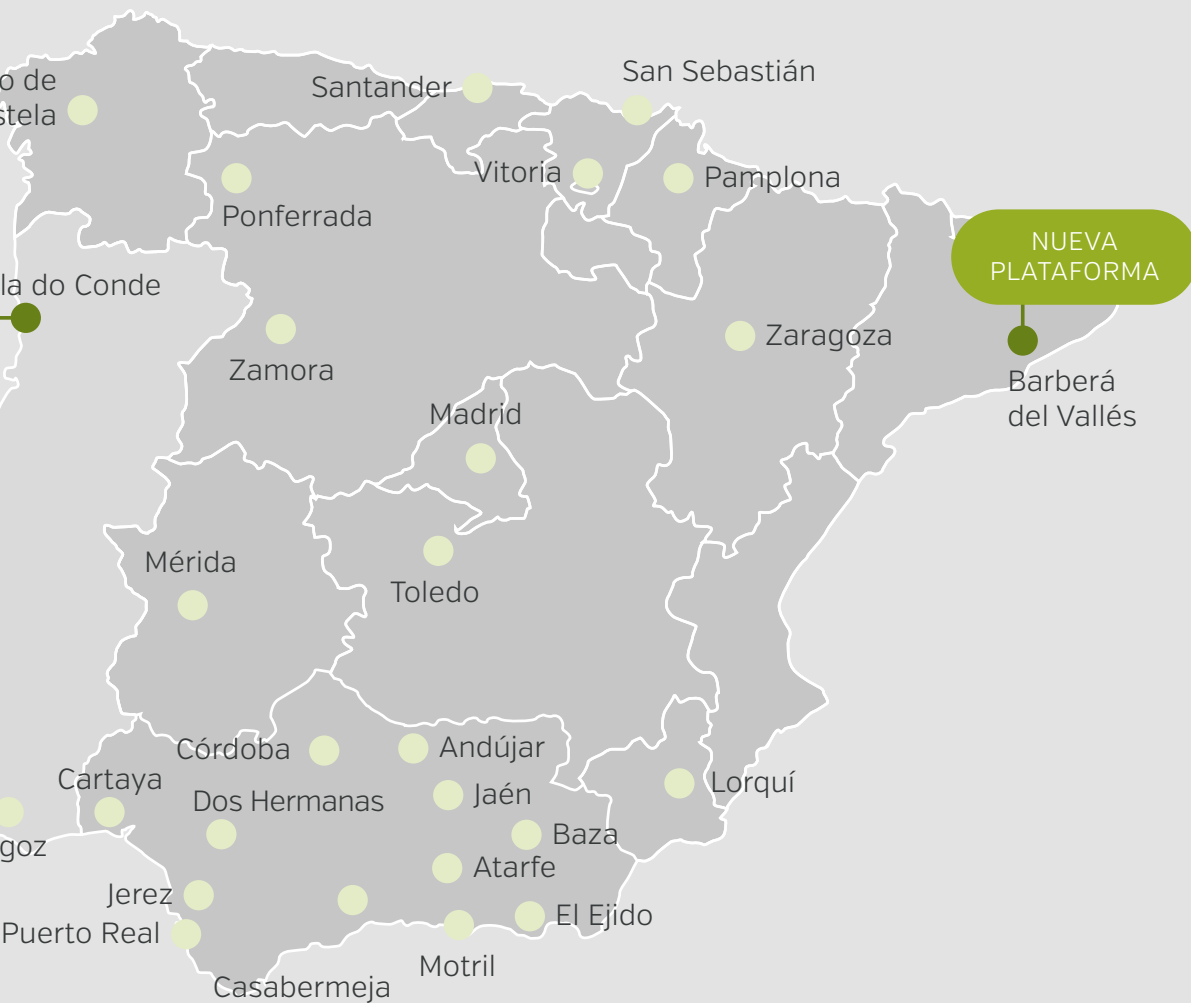 San Sebastián
o de
Santander
stela
Vitoria
Pamplona
Ponferrada
NUEVA
PLATAFORMA
la do Conde
Zaragoza
Zamora
Barberá
del Vallés
Madrid
Mérida
Toledo
Córdoba
Andújar
Cartaya
Lorquí
Dos Hermanas
Jaén
Baza
goz
Atarfe
Jerez
El Ejido
Puerto Real
Motril
Casabermeja